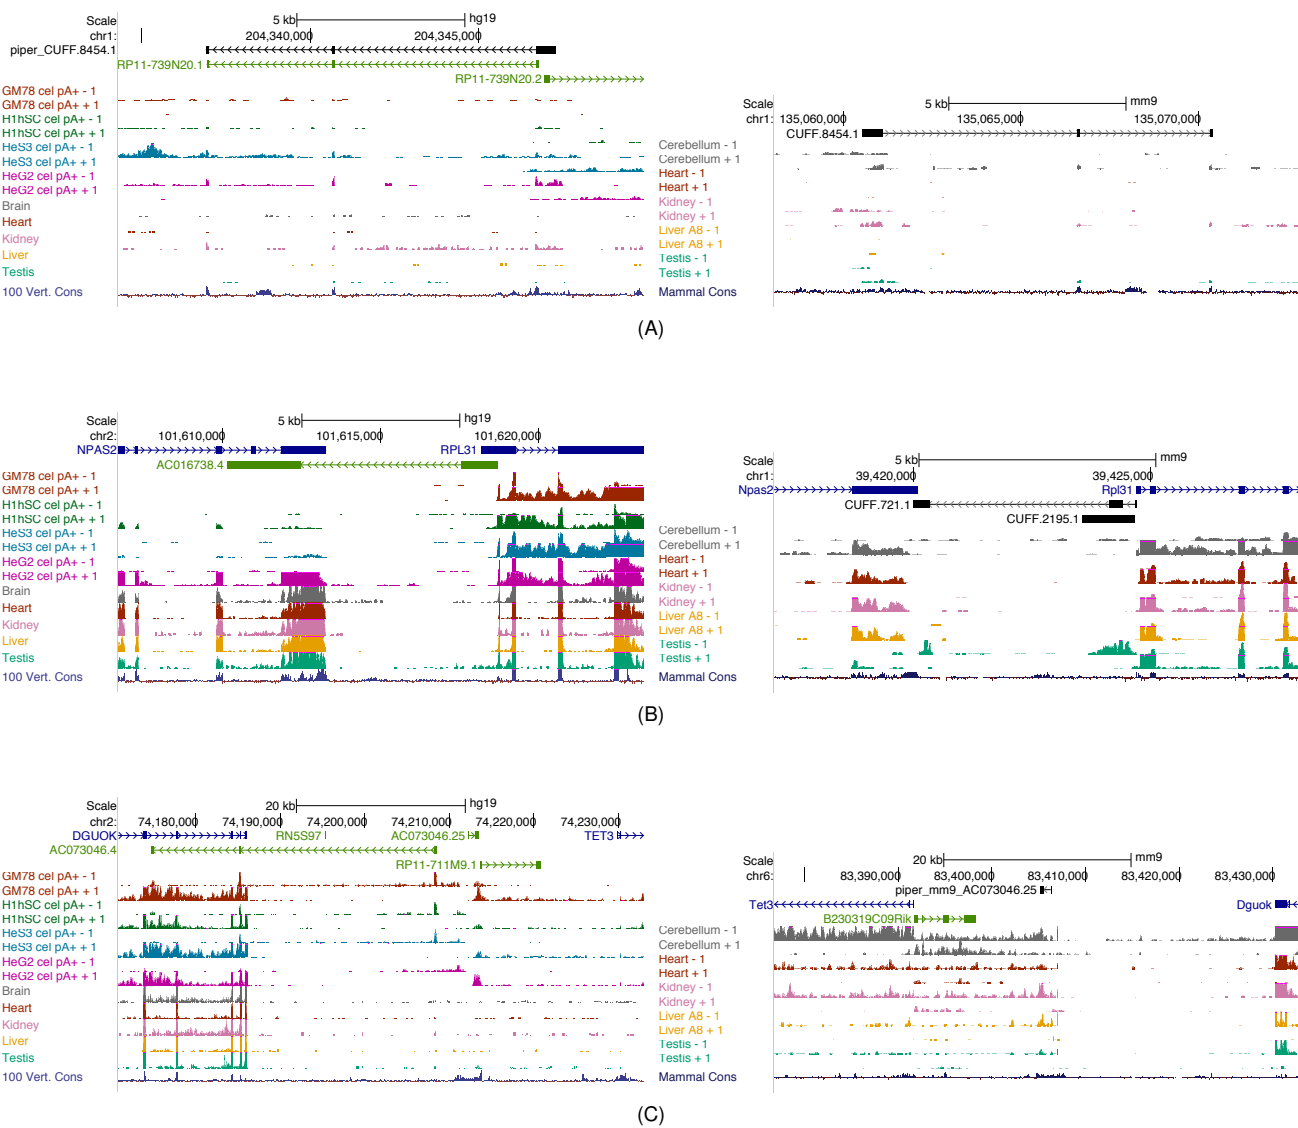 Scale 5 kb hg19
chr1: 204,340,000 204,345,000
piper_CUFF.8454.1
RP11-739N20.1
RP11-739N20.2
GM78 cel pA+ - 1
GM78 cel pA+ + 1
H1hSC cel pA+ - 1
H1hSC cel pA+ + 1
HeS3 cel pA+ - 1
HeS3 cel pA+ + 1
HeG2 cel pA+ - 1
HeG2 cel pA+ + 1
Brain
Heart
Kidney
Liver
Testis
100 Vert. Cons
Scale 5 kb mm9
chr1: 135,060,000 135,065,000 135,070,000
CUFF.8454.1
Cerebellum - 1
Cerebellum + 1
Heart - 1
Heart + 1
Kidney - 1
Kidney + 1
Liver A8 - 1
Liver A8 + 1
Testis - 1
Testis + 1
Mammal Cons
(A)
Scale 5 kb hg19
chr2: 101,610,000 101,615,000 101,620,000
NPAS2 RPL31
AC016738.4
GM78 cel pA+ - 1
GM78 cel pA+ + 1
H1hSC cel pA+ - 1
H1hSC cel pA+ + 1
HeS3 cel pA+ - 1
HeS3 cel pA+ + 1
HeG2 cel pA+ - 1
HeG2 cel pA+ + 1
Brain
Heart
Kidney
Liver
Testis
100 Vert. Cons
Scale 5 kb mm9
chr1: 39,420,000 39,425,000
Npas2 Rpl31
CUFF.721.1
CUFF.2195.1
Cerebellum - 1
Cerebellum + 1
Heart - 1
Heart + 1
Kidney - 1
Kidney + 1
Liver A8 - 1
Liver A8 + 1
Testis - 1
Testis + 1
Mammal Cons
(B)
Scale 20 kb hg19
chr2: 74,180,000 74,190,000 74,200,000 74,210,000 74,220,000 74,230,000
DGUOK RN5S97 AC073046.25 TET3
AC073046.4
RP11-711M9.1
GM78 cel pA+ - 1
GM78 cel pA+ + 1
H1hSC cel pA+ - 1
H1hSC cel pA+ + 1
HeS3 cel pA+ - 1
HeS3 cel pA+ + 1
HeG2 cel pA+ - 1
HeG2 cel pA+ + 1
Brain
Heart
Kidney
Liver
Testis
100 Vert. Cons
Scale 20 kb mm9
chr6: 83,390,000 83,400,000 83,410,000 83,420,000 83,430,000
piper_mm9_AC073046.25
Tet3 Dguok
B230319C09Rik
Cerebellum - 1
Cerebellum + 1
Heart - 1
Heart + 1
Kidney - 1
Kidney + 1
Liver A8 - 1
Liver A8 + 1
Testis - 1
Testis + 1
Mammal Cons
(C)